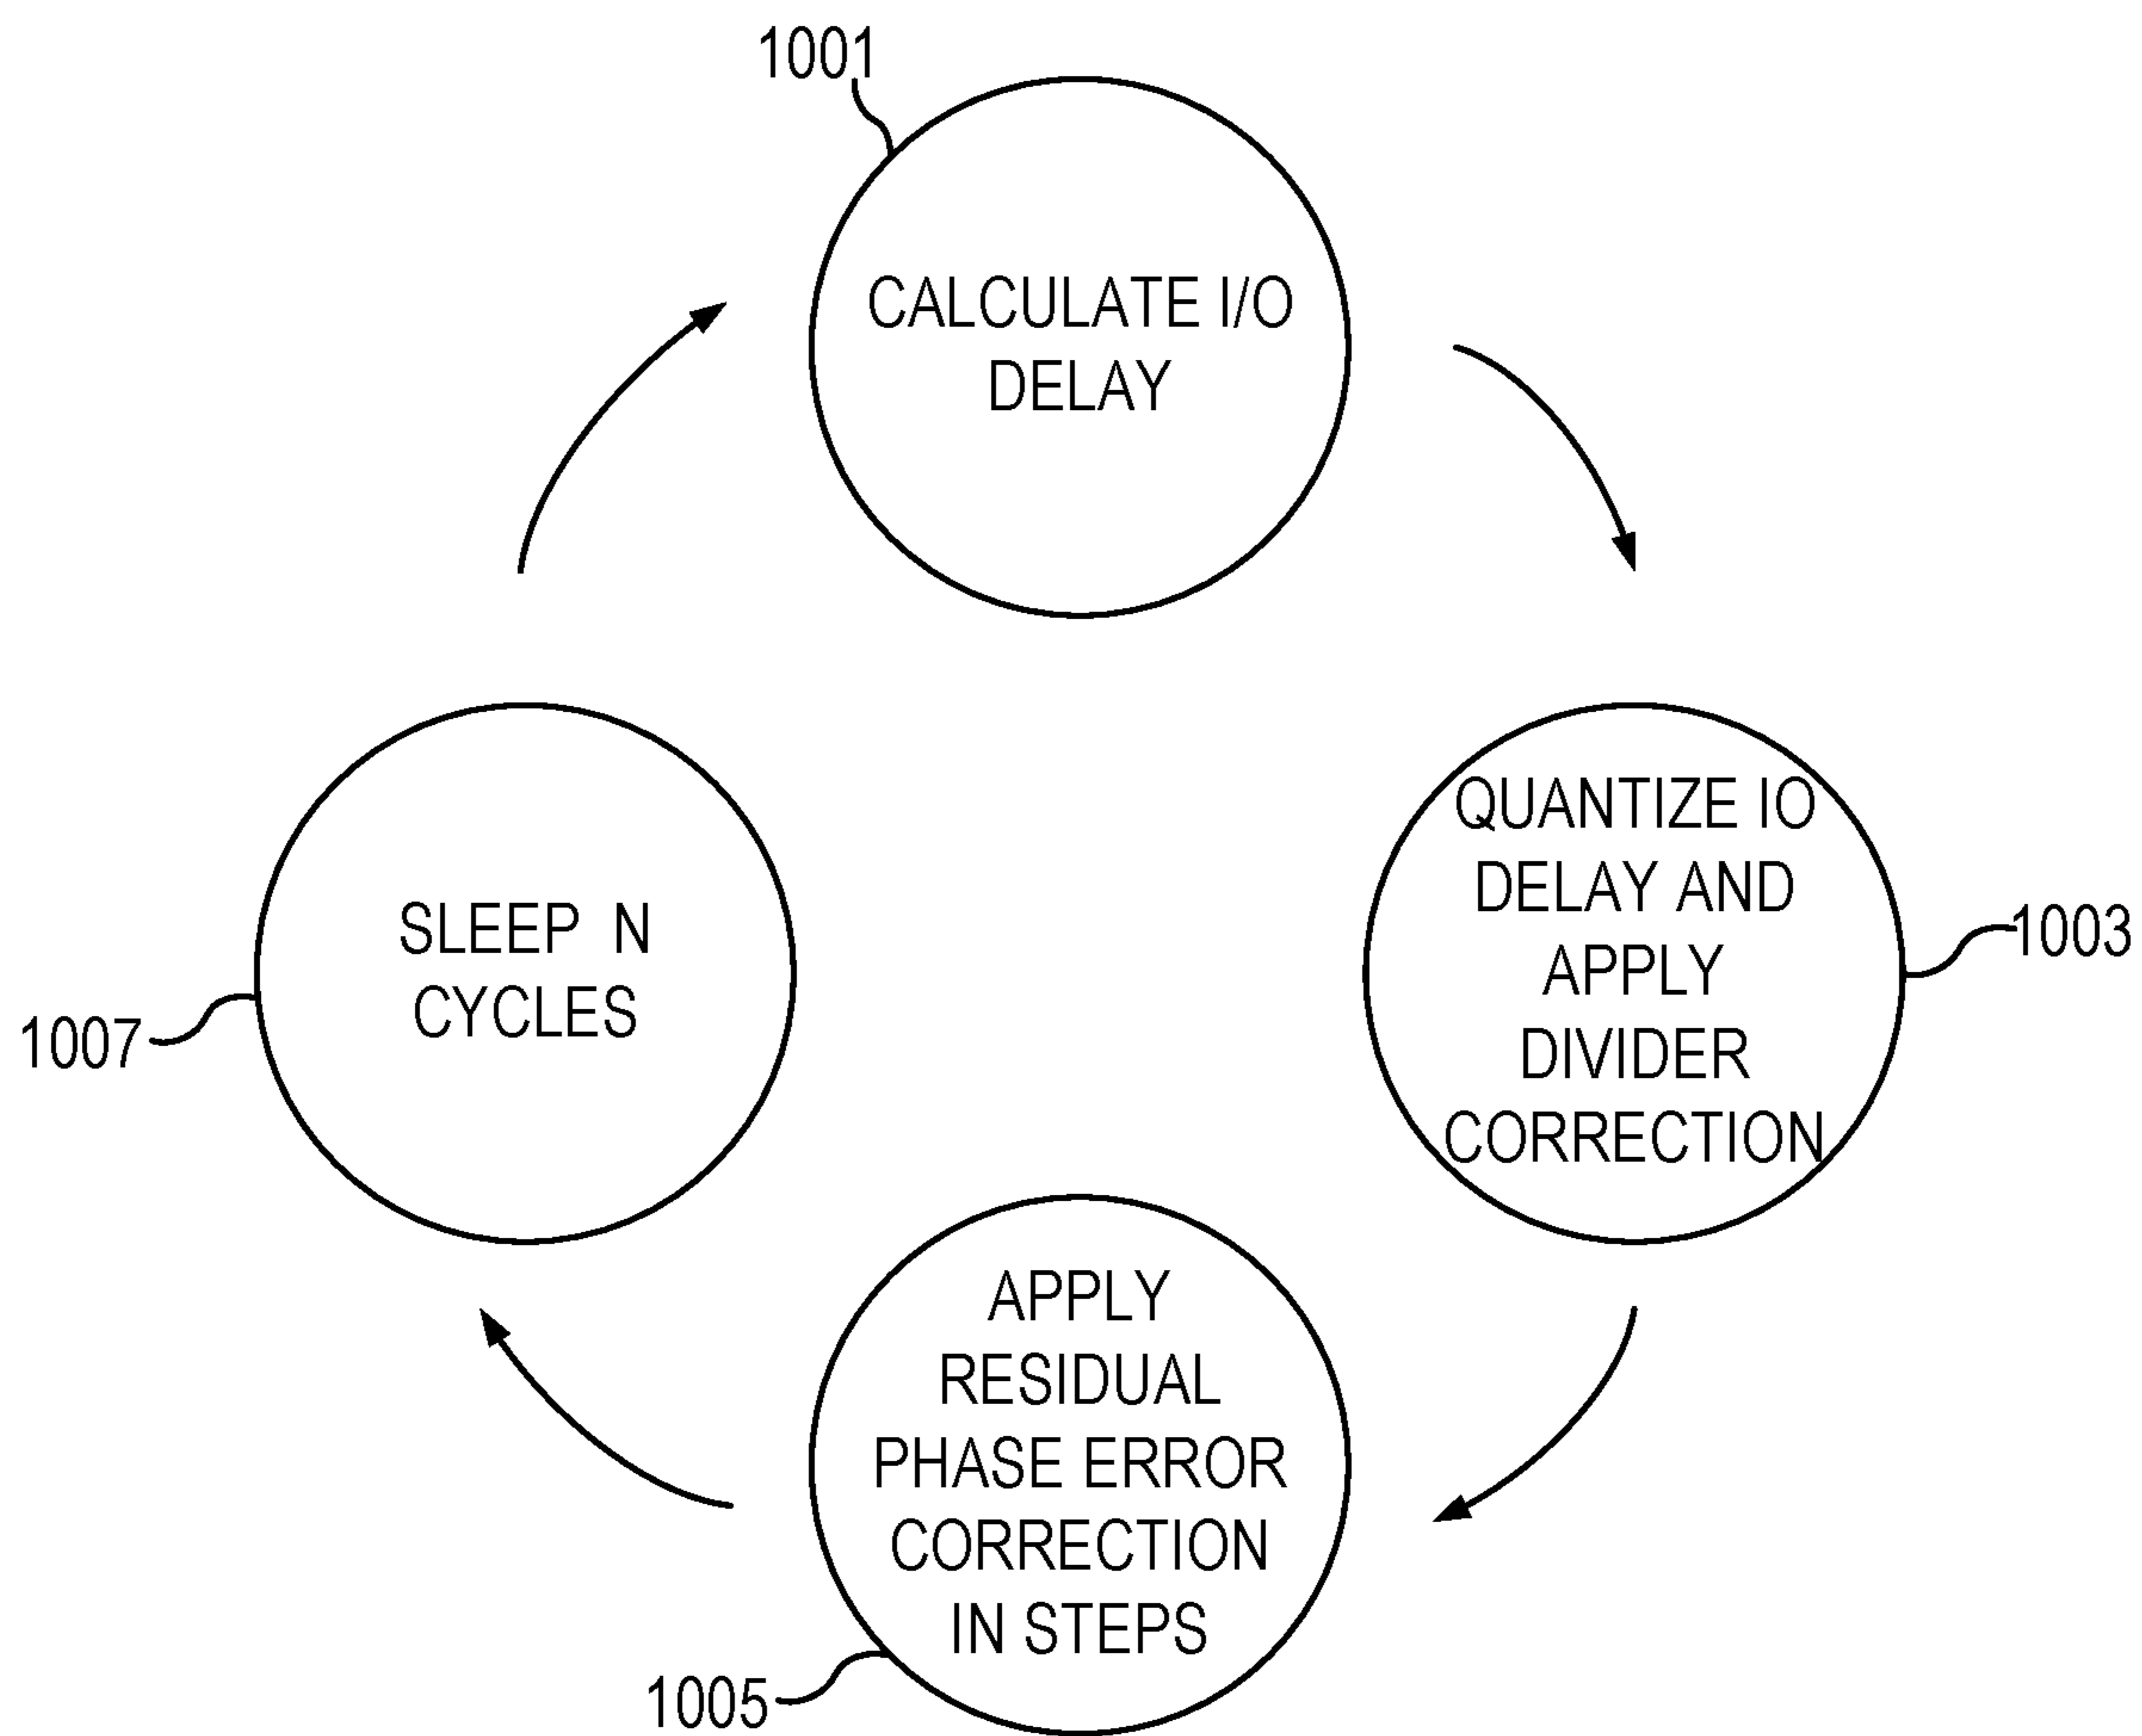 1001
CALCULATE I/O
DELAY
QUANTIZE IO
DELAY AND
APPLY
DIVIDER
CORRECTION
1003
SLEEP N
CYCLES
1007
APPLY
RESIDUAL
PHASE ERROR
CORRECTION
IN STEPS
1005